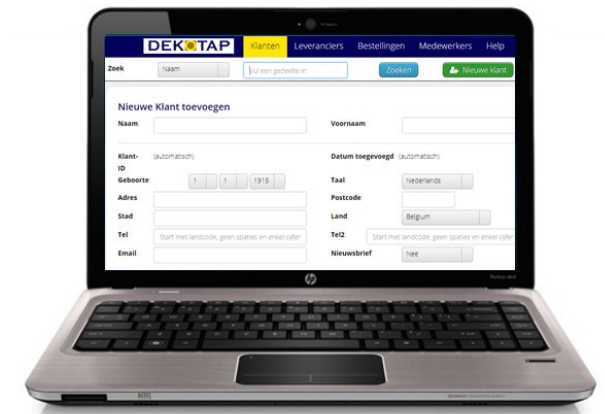 DEKOTAP Klanten Leveranciers Bestellingen Medewerkers Help
Zoek Naam Vul een gedeelte in Zoeken Nieuwe klant
Nieuwe Klant toevoegen
Naam Voornaam
Klant-ID (automatisch) Datum toegevoegd (automatisch)
Geboorte 1 1 1915 Taal Nederlands
Adres Postcode
Stad Land Belgium
Tel Start met landcode, geen spaties en enkel cijfer Tel2 Start met landcode, geen spaties en enkel cijfer
Email Nieuwsbrief Nee
hp
ALTEC